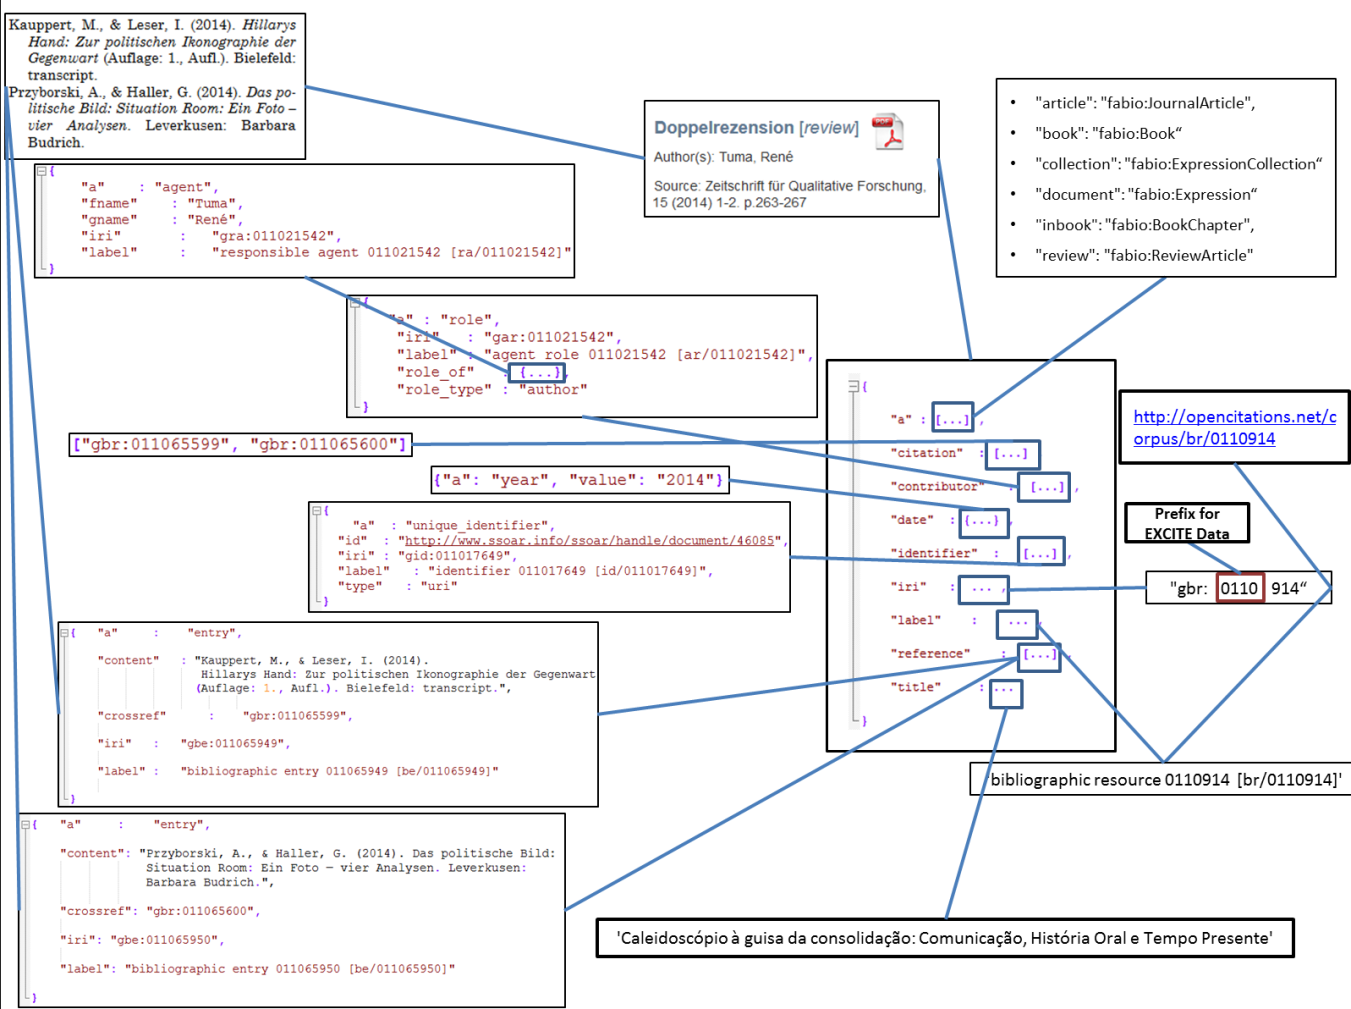 Kauppert, M., & Leser, I. (2014). Hillarys
Hand: Zur politischen Ikonographie der
Gegenwart (Auflage: 1., Aufl.). Bielefeld:
transcript.
Przyborski, A., & Haller, G. (2014). Das po-
litische Bild: Situation Room: Ein Foto –
vier Analysen. Leverkusen: Barbara
Budrich.
Doppelrezension [review]
PDF
Author(s): Tuma, René
Source: Zeitschrift für Qualitative Forschung,
15 (2014) 1-2. p.263-267
• "article": "fabio:JournalArticle",
• "book": "fabio:Book“
• "collection": "fabio:ExpressionCollection“
• "document": "fabio:Expression“
• "inbook": "fabio:BookChapter",
• "review": "fabio:ReviewArticle"
{
"a" : "agent",
"fname" : "Tuma",
"gname" : "René",
"iri" : "gra:011021542",
"label" : "responsible agent 011021542 [ra/011021542]"
}
{
"a" : "role",
"iri" : "gar:011021542",
"label" : "agent role 011021542 [ar/011021542]",
"role_of" : {...},
"role_type" : "author"
}
["gbr:011065599", "gbr:011065600"]
{"a": "year", "value": "2014"}
{
"a" : "unique_identifier",
"id" : "http://www.ssoar.info/ssoar/handle/document/46085",
"iri" : "gid:011017649",
"label" : "identifier 011017649 [id/011017649]",
"type" : "uri"
}
{
"a" : [...] ,
"citation" : [...]
"contributor" : [...] ,
"date" : {...} ,
"identifier" : [...] ,
"iri" : ... ,
"label" : ... ,
"reference" : [...] ,
"title" : ...
}
http://opencitations.net/c
orpus/br/0110914
Prefix for
EXCITE Data
"gbr: 0110 914“
'bibliographic resource 0110914 [br/0110914]'
{ "a" : "entry",
"content" : "Kauppert, M., & Leser, I. (2014).
Hillarys Hand: Zur politischen Ikonographie der Gegenwart
(Auflage: 1., Aufl.). Bielefeld: transcript.",
"crossref" : "gbr:011065599",
"iri" : "gbe:011065949",
"label" : "bibliographic entry 011065949 [be/011065949]"
}
{ "a" : "entry",
"content": "Przyborski, A., & Haller, G. (2014). Das politische Bild:
Situation Room: Ein Foto – vier Analysen. Leverkusen:
Barbara Budrich.",
"crossref": "gbr:011065600",
"iri": "gbe:011065950",
"label": "bibliographic entry 011065950 [be/011065950]"
}
'Caleidoscópio à guisa da consolidação: Comunicação, História Oral e Tempo Presente'